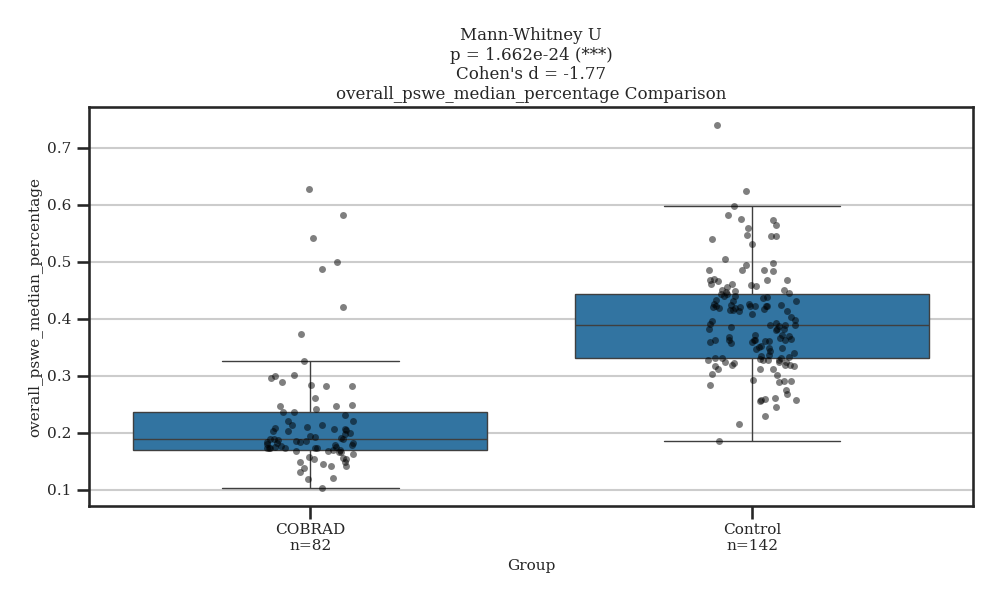 Mann-Whitney U
p = 1.662e-24 (***)
Cohen's d = -1.77
overall_pswe_median_percentage Comparison
overall_pswe_median_percentage
0.7
0.6
0.5
0.4
0.3
0.2
0.1
COBRAD
n=82
Control
n=142
Group